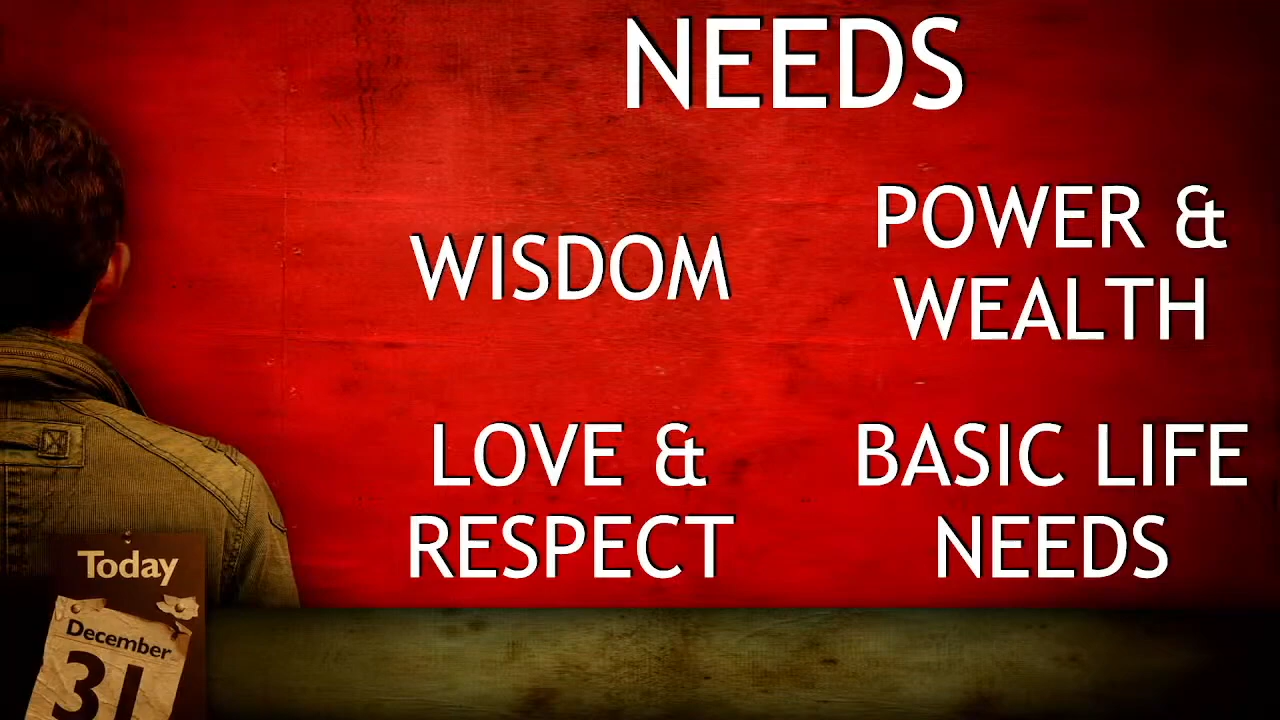 NEEDS
WISDOM
POWER &
WEALTH
LOVE &
RESPECT
BASIC LIFE
NEEDS
Today
December
31